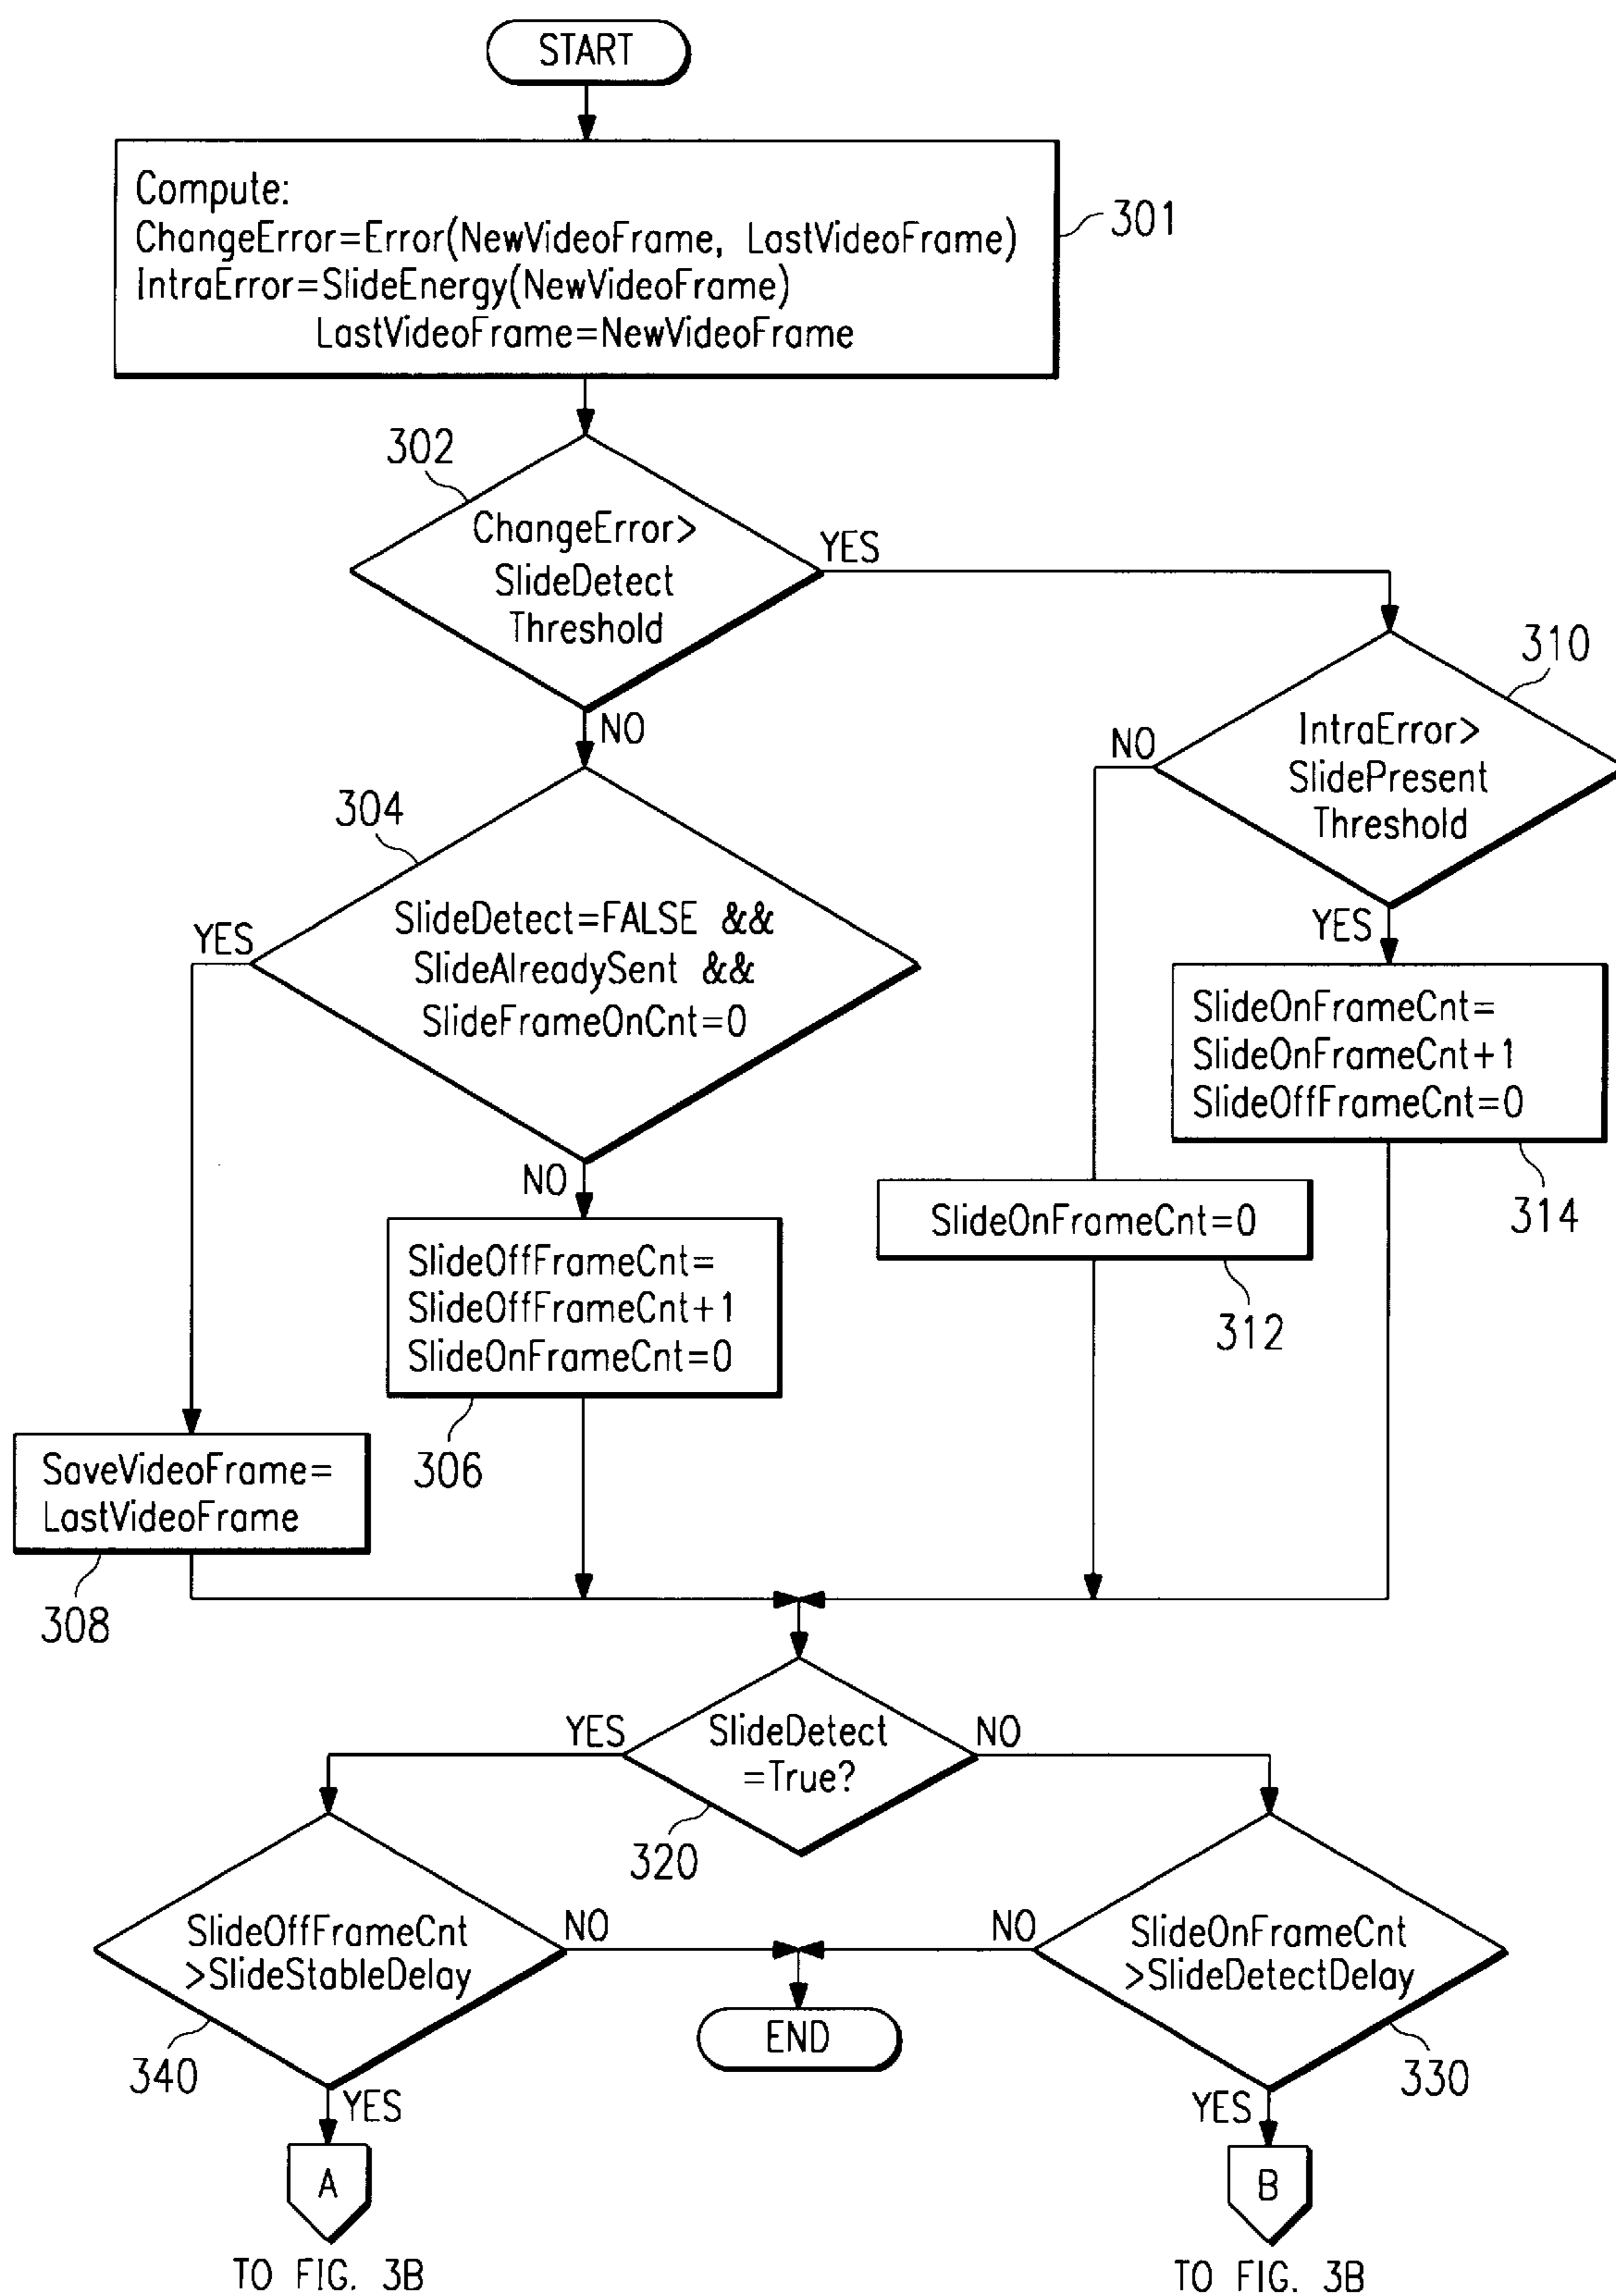 START
Compute:
ChangeError=Error(NewVideoFrame, LastVideoFrame)
IntraError=SlideEnergy(NewVideoFrame)
LastVideoFrame=NewVideoFrame
301
302
ChangeError>
SlideDetect
Threshold
YES
NO
310
IntraError>
SlidePresent
Threshold
NO
YES
304
SlideDetect=FALSE &&
SlideAlreadySent &&
SlideFrameOnCnt=0
YES
NO
SlideOnFrameCnt=
SlideOnFrameCnt+1
SlideOffFrameCnt=0
314
SlideOnFrameCnt=0
312
SlideOffFrameCnt=
SlideOffFrameCnt+1
SlideOnFrameCnt=0
306
SaveVideoFrame=
LastVideoFrame
308
SlideDetect
=True?
YES
NO
320
SlideOffFrameCnt
>SlideStableDelay
NO
340
YES
END
SlideOnFrameCnt
>SlideDetectDelay
NO
330
YES
A
TO FIG. 3B
B
TO FIG. 3B